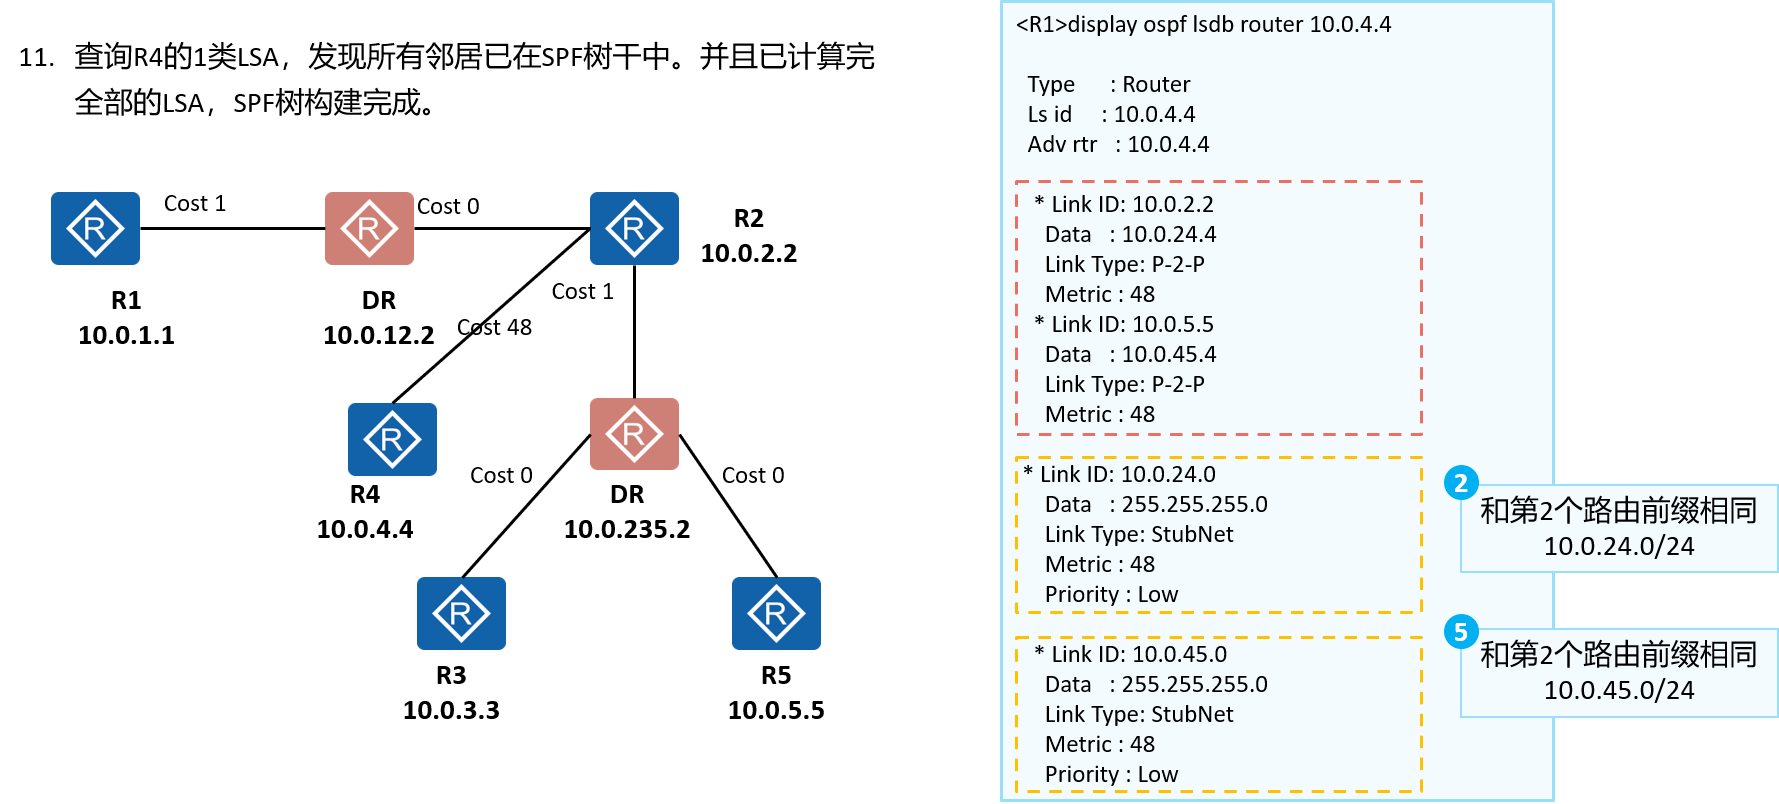 11. 查询R4的1类LSA，发现所有邻居已在SPF树干中。并且已计算完
全部的LSA，SPF树构建完成。
Cost 1
Cost 0
R
R
R
R1
10.0.1.1
DR
10.0.12.2
R2
10.0.2.2
Cost 48
Cost 1
R
R
R4
10.0.4.4
DR
10.0.235.2
Cost 0
Cost 0
R
R
R3
10.0.3.3
R5
10.0.5.5
<R1>display ospf lsdb router 10.0.4.4
Type : Router
Ls id : 10.0.4.4
Adv rtr : 10.0.4.4
* Link ID: 10.0.2.2
Data : 10.0.24.4
Link Type: P-2-P
Metric : 48
* Link ID: 10.0.5.5
Data : 10.0.45.4
Link Type: P-2-P
Metric : 48
* Link ID: 10.0.24.0
Data : 255.255.255.0
Link Type: StubNet
Metric : 48
Priority : Low
* Link ID: 10.0.45.0
Data : 255.255.255.0
Link Type: StubNet
Metric : 48
Priority : Low
2
和第2个路由前缀相同
10.0.24.0/24
5
和第2个路由前缀相同
10.0.45.0/24